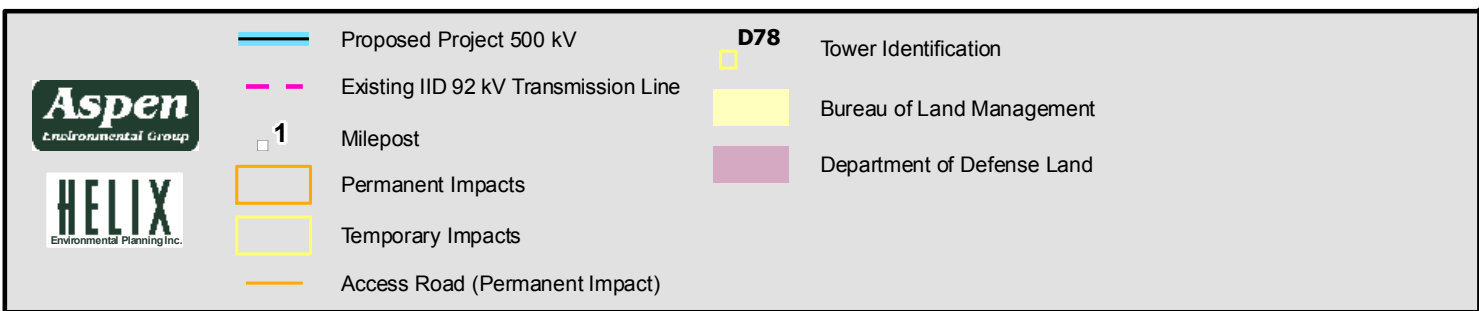 Aspen
Environmental Group
HELIX
Environmental Planning Inc.
Proposed Project 500 kV
Existing IID 92 kV Transmission Line
1
Milepost
Permanent Impacts
Temporary Impacts
Access Road (Permanent Impact)
D78
Tower Identification
Bureau of Land Management
Department of Defense Land